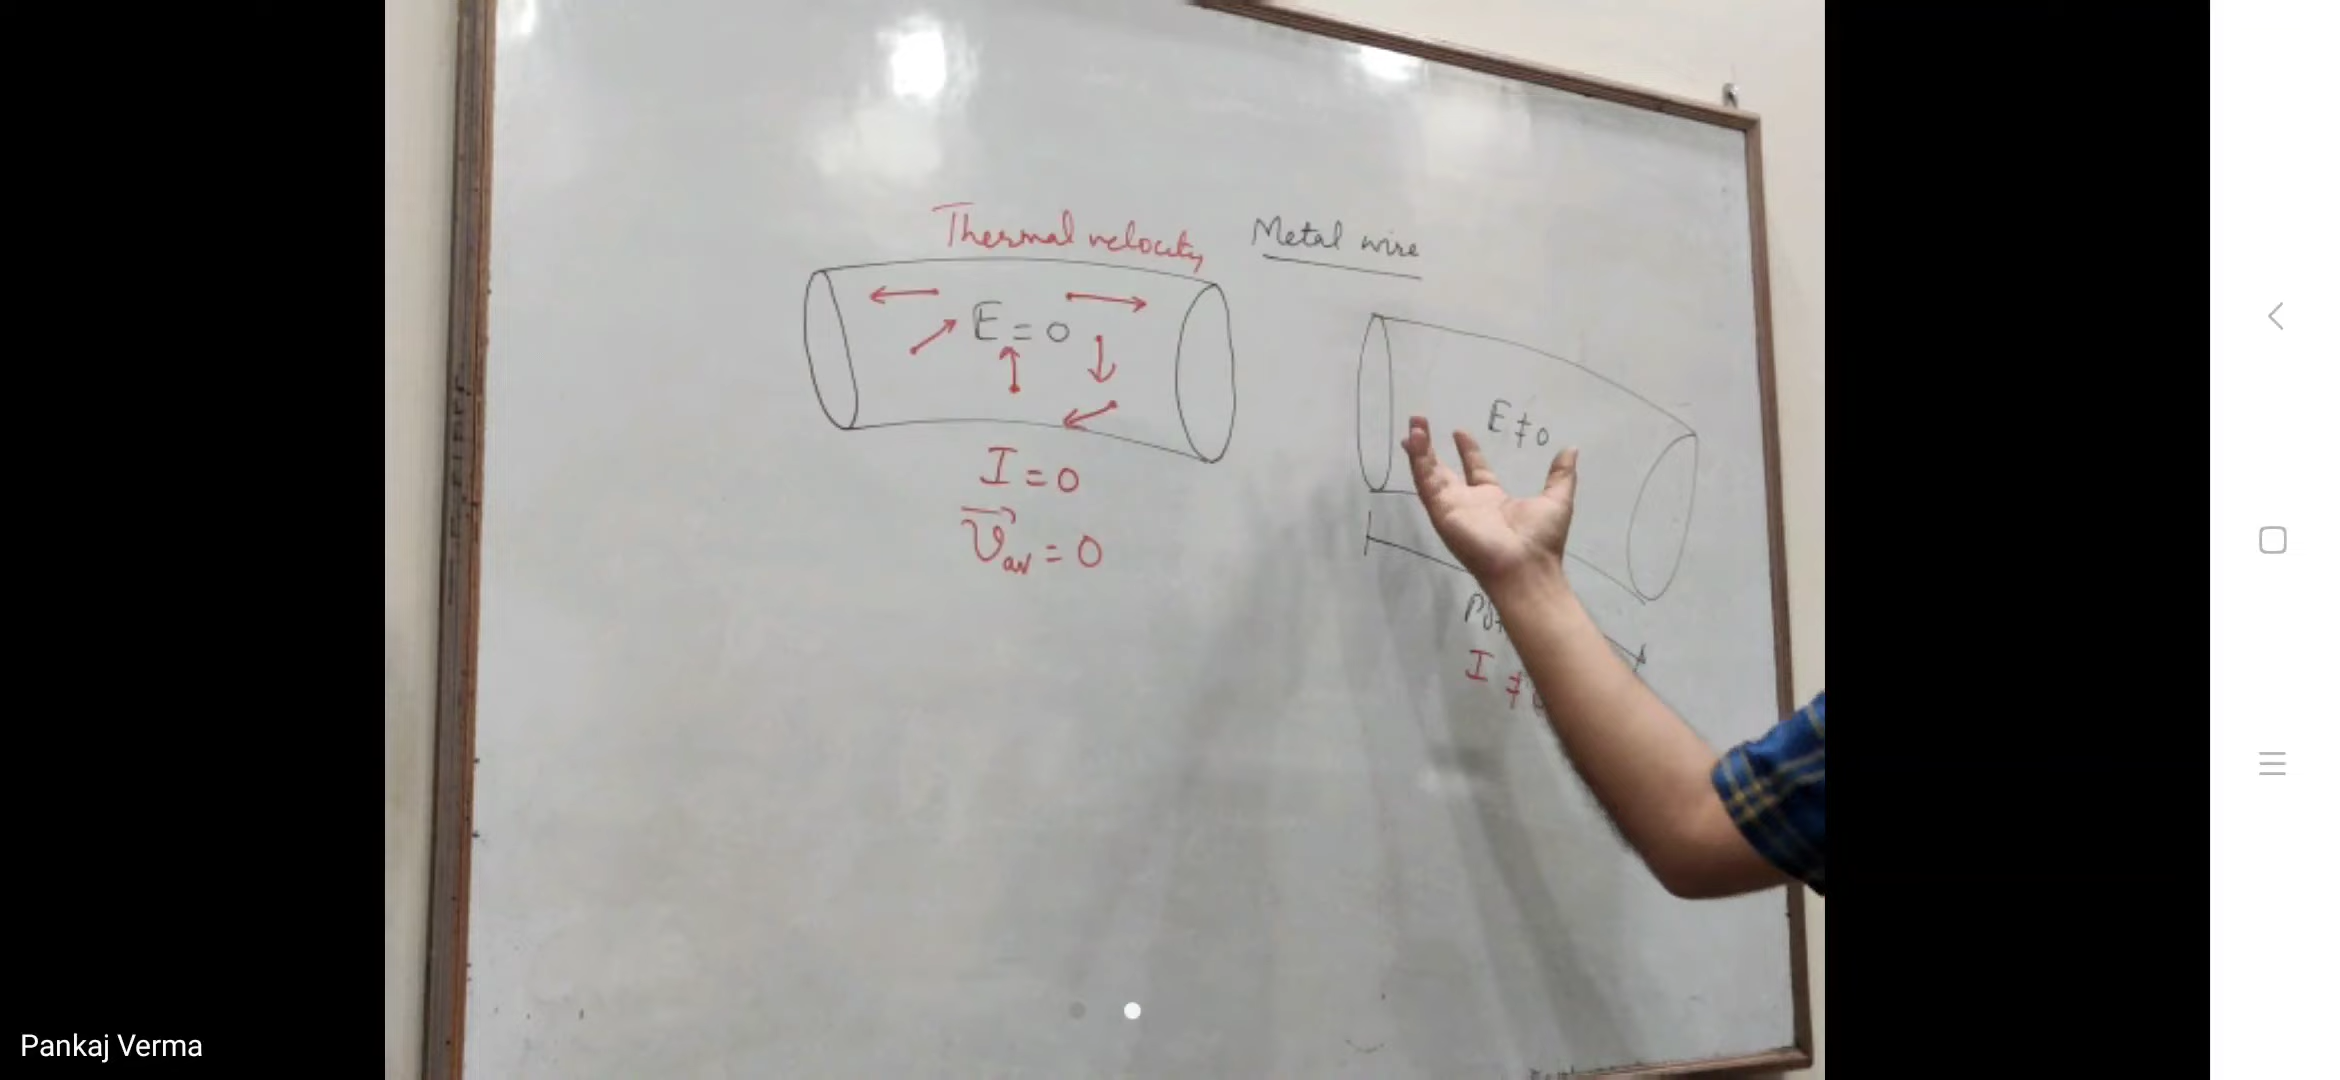 Thermal velocity
Metal wire
E = 0
I = 0
V⃗av = 0
E ≠ 0
I ≠
Pankaj Verma